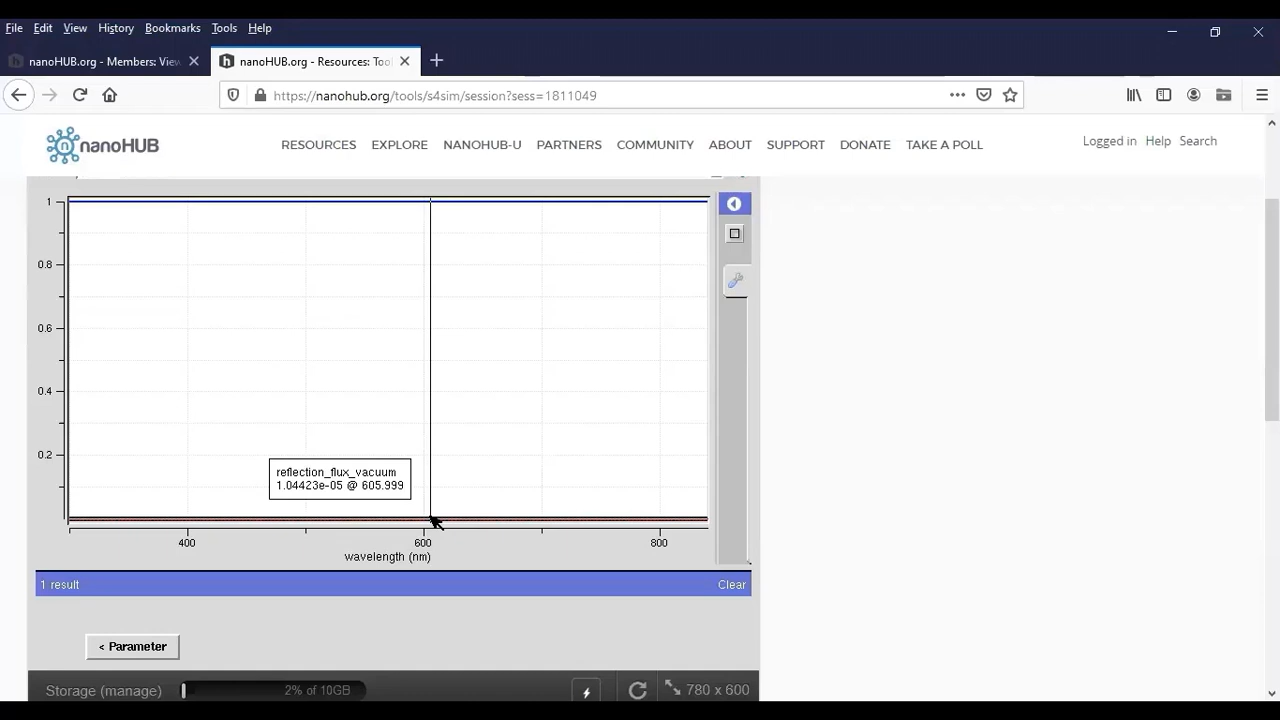 File Edit View History Bookmarks Tools Help
nanoHUB.org - Members: View
nanoHUB.org - Resources: Too
https://nanohub.org/tools/s4sim/session?sess=1811049
nanoHUB
RESOURCES EXPLORE NANOHUB-U PARTNERS COMMUNITY ABOUT SUPPORT DONATE TAKE A POLL
Logged in Help Search
1
0.8
0.6
0.4
0.2
reflection_flux_vacuum
1.04423e-05 @ 605.999
400 600 800
wavelength (nm)
1 result Clear
< Parameter
Storage (manage) 2% of 10GB 780 x 600